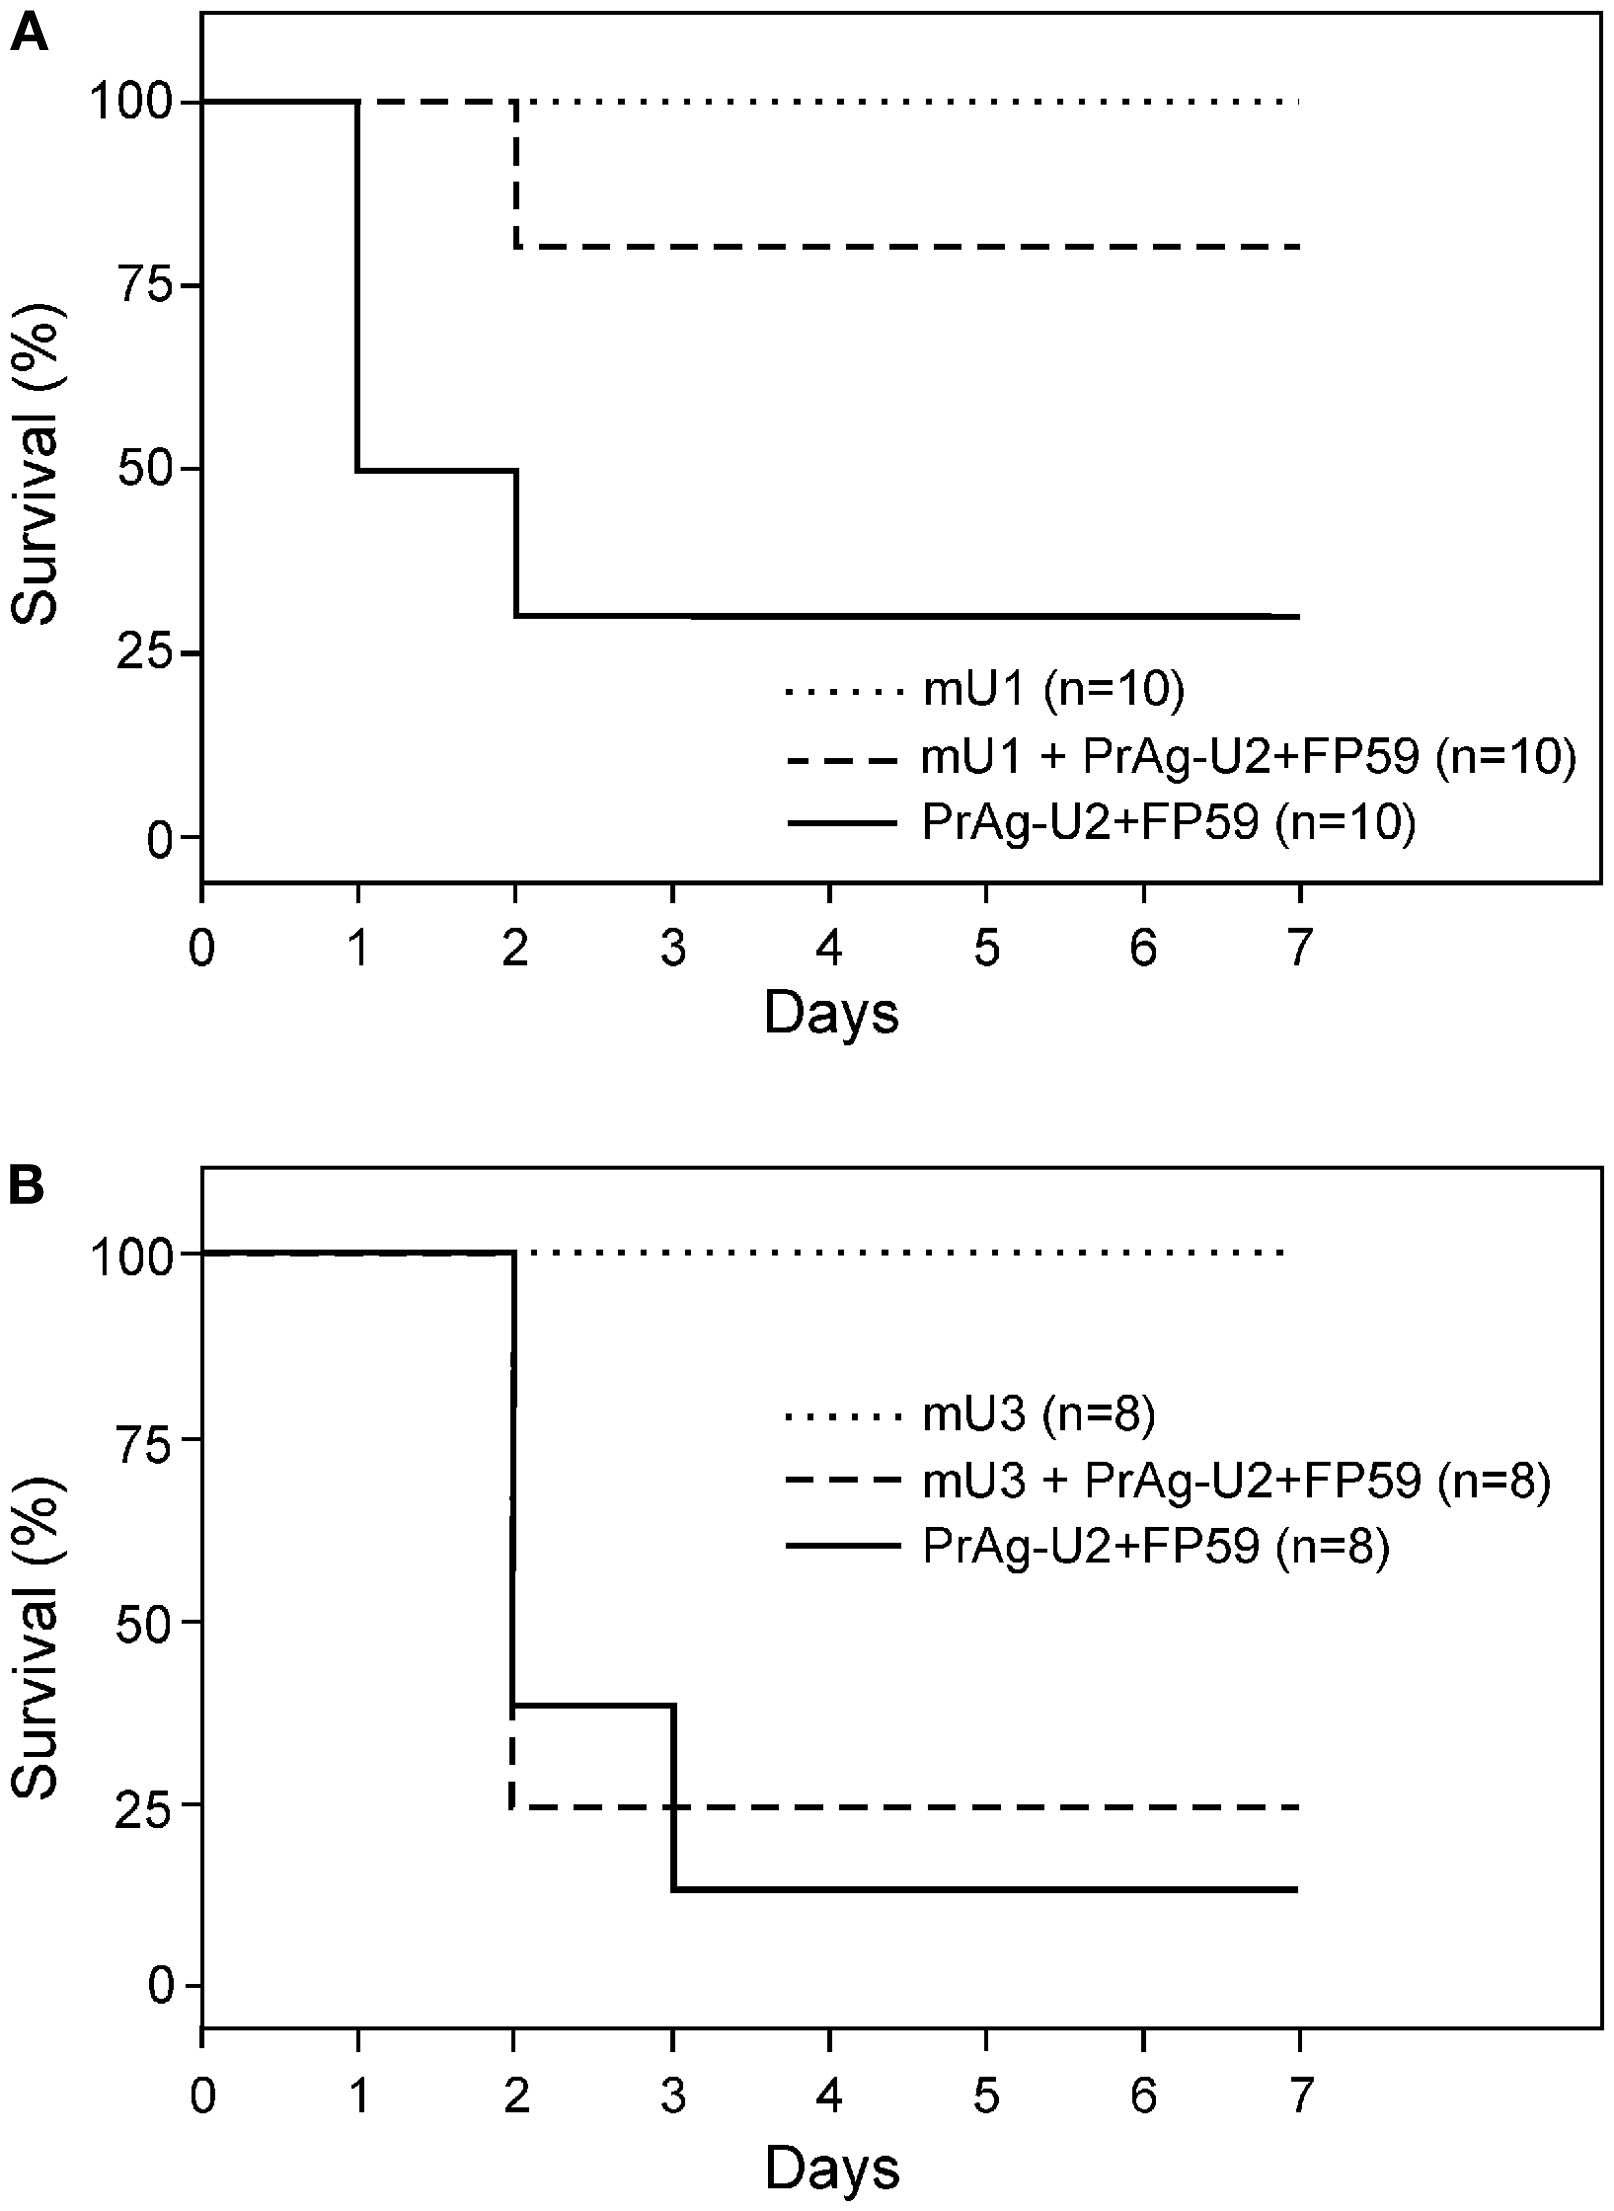 A
Survival (%)
100
75
50
25
0
mU1 (n=10)
mU1 + PrAg-U2+FP59 (n=10)
PrAg-U2+FP59 (n=10)
0 1 2 3 4 5 6 7
Days
B
Survival (%)
100
75
50
25
0
mU3 (n=8)
mU3 + PrAg-U2+FP59 (n=8)
PrAg-U2+FP59 (n=8)
0 1 2 3 4 5 6 7
Days